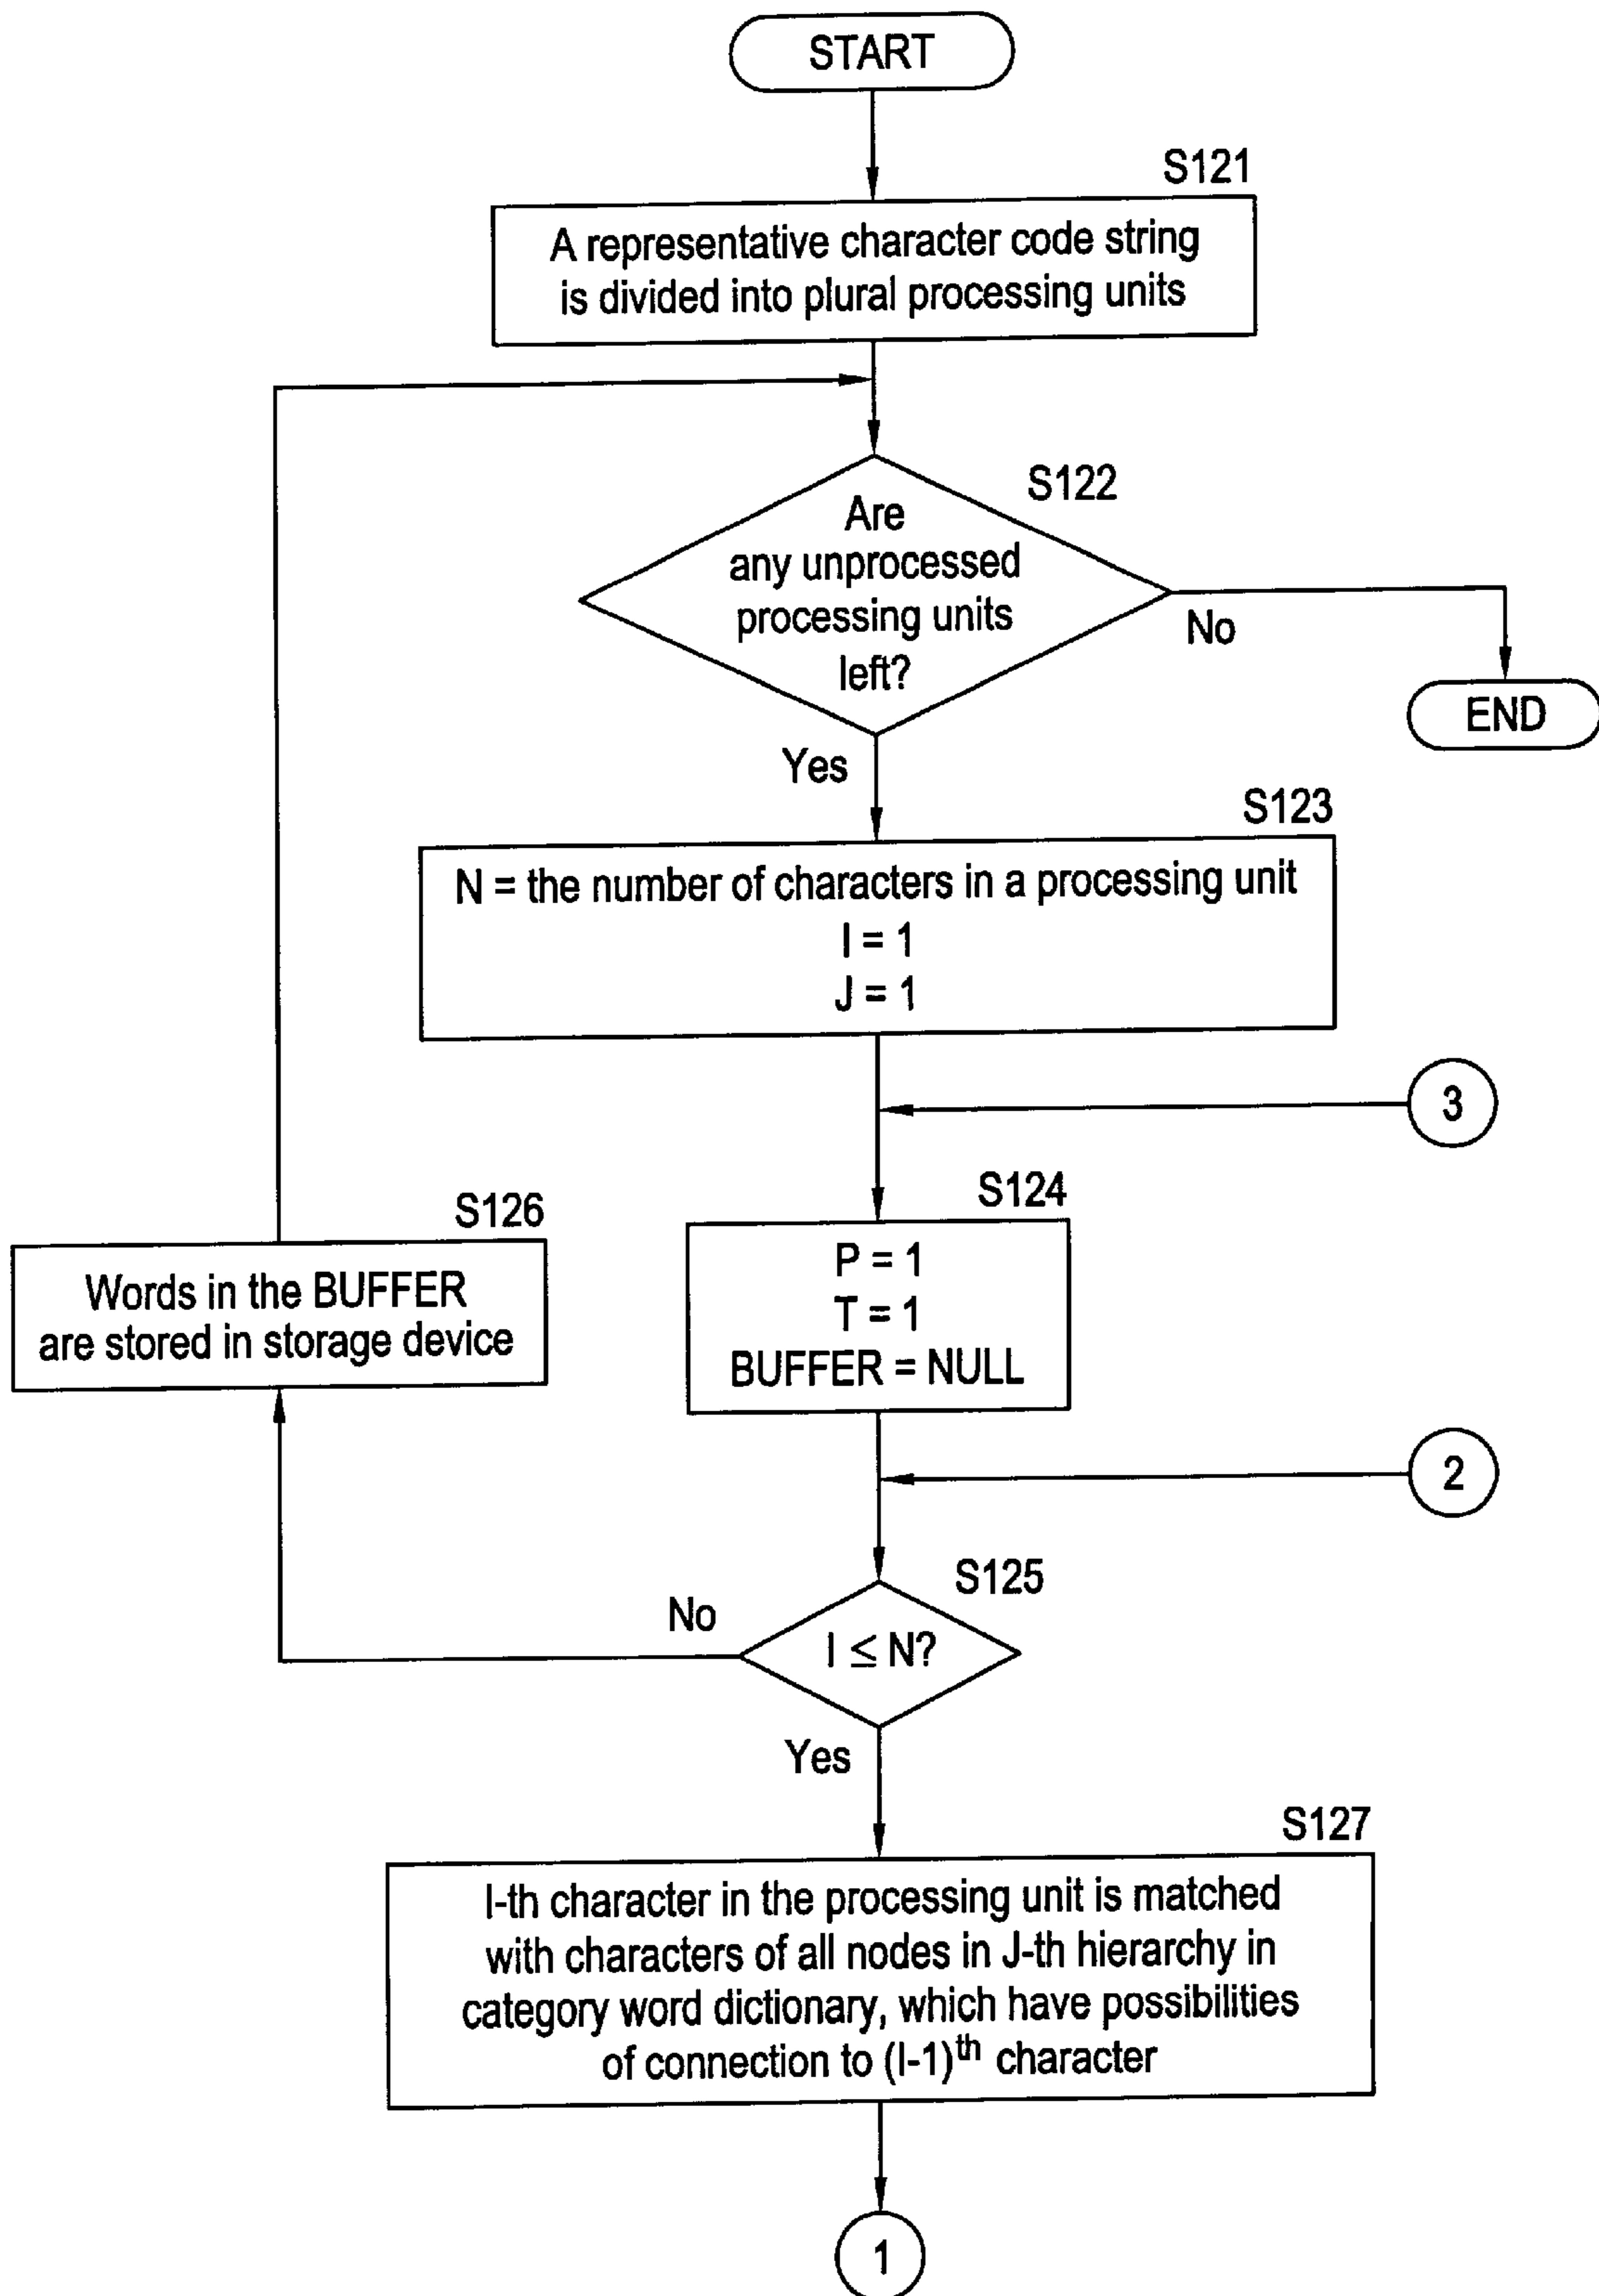 START
S121
A representative character code string
is divided into plural processing units
S122
Are
any unprocessed
processing units
left?
No
END
Yes
S123
N = the number of characters in a processing unit
I = 1
J = 1
3
S124
P = 1
T = 1
BUFFER = NULL
S126
Words in the BUFFER
are stored in storage device
2
S125
No
I ≤ N?
Yes
S127
I-th character in the processing unit is matched
with characters of all nodes in J-th hierarchy in
category word dictionary, which have possibilities
of connection to (I-1)th character
1